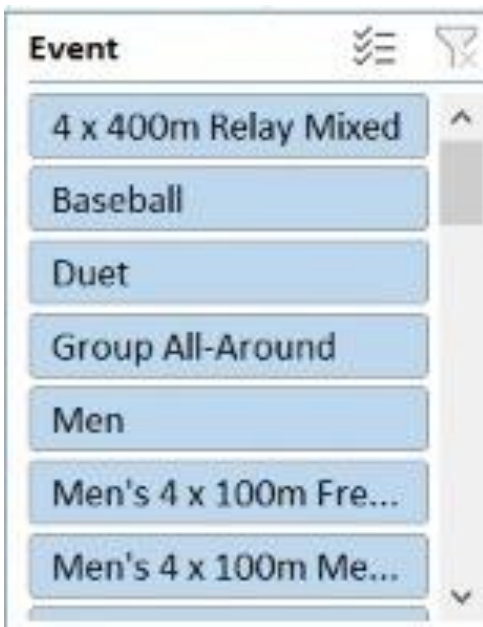 Event
4 x 400m Relay Mixed
Baseball
Duet
Group All-Around
Men
Men's 4 x 100m Fre...
Men's 4 x 100m Me...